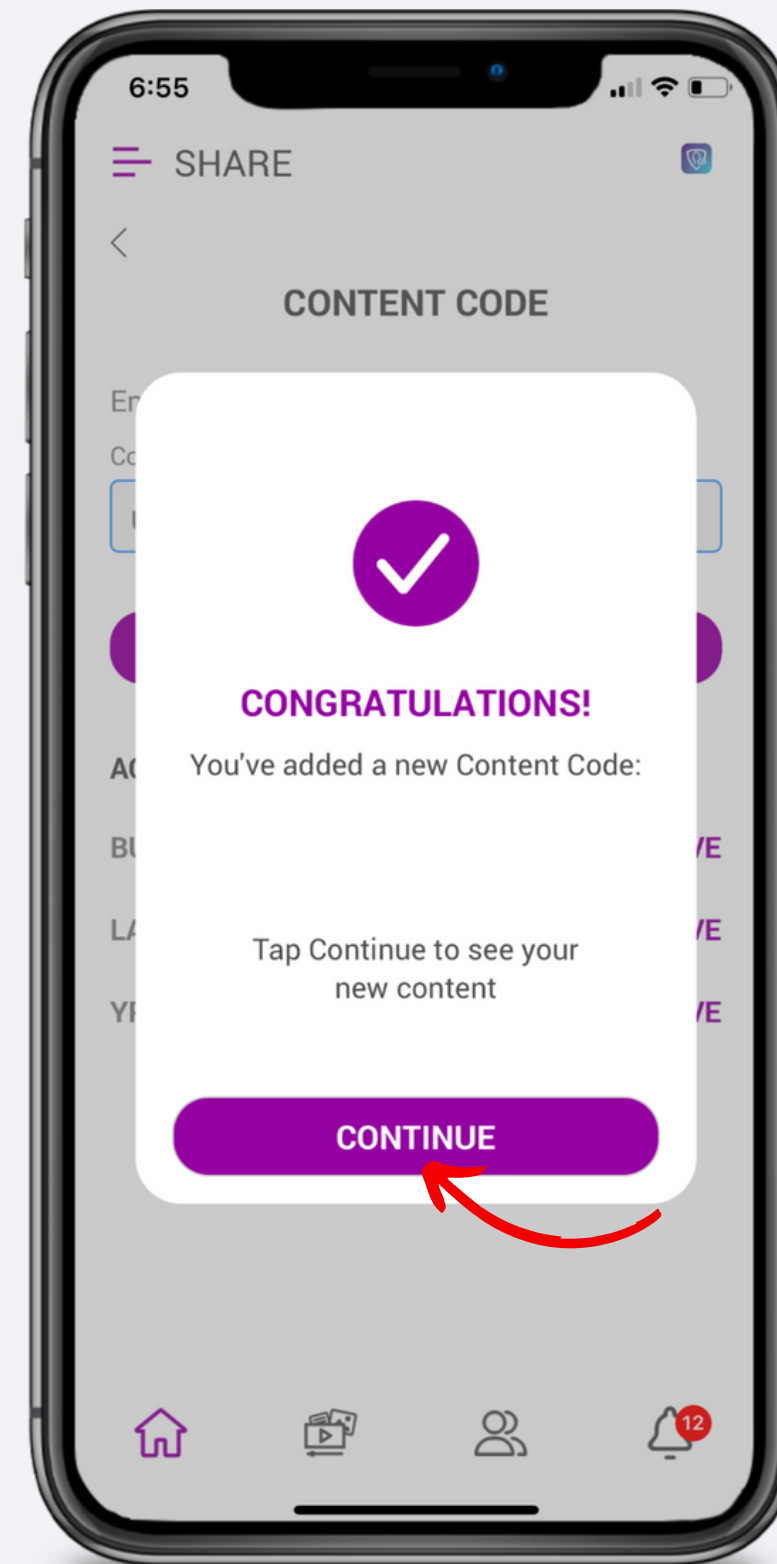 6:55
SHARE
CONTENT CODE
CONGRATULATIONS!
You've added a new Content Code:
Tap Continue to see your
new content
CONTINUE
12